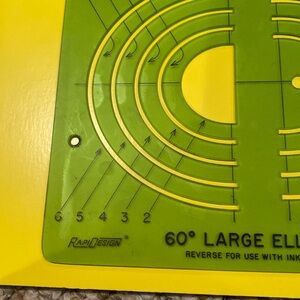 6 5 4 3 2
RAPIDESIGN®
60° LARGE ELL
REVERSE FOR USE WITH INK